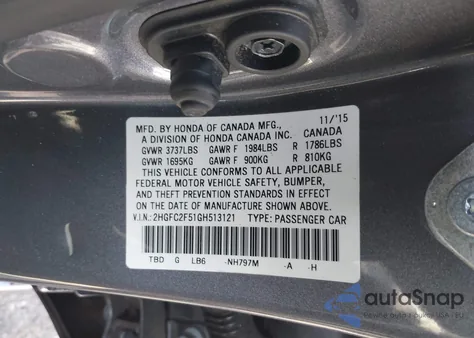 11/'15
MFD. BY HONDA OF CANADA MFG.,
A DIVISION OF HONDA CANADA INC. CANADA
GVWR 3737LBS GAWR F 1984LBS R 1786LBS
GVWR 1695KG GAWR F 900KG R 810KG
THIS VEHICLE CONFORMS TO ALL APPLICABLE
FEDERAL MOTOR VEHICLE SAFETY, BUMPER,
AND THEFT PREVENTION STANDARDS IN EFFECT
ON THE DATE OF MANUFACTURE SHOWN ABOVE.
V.I.N.: 2HGFC2F51GH513121 TYPE: PASSENGER CAR
TBD G LB6 -NH797M -A -H
autoSnap